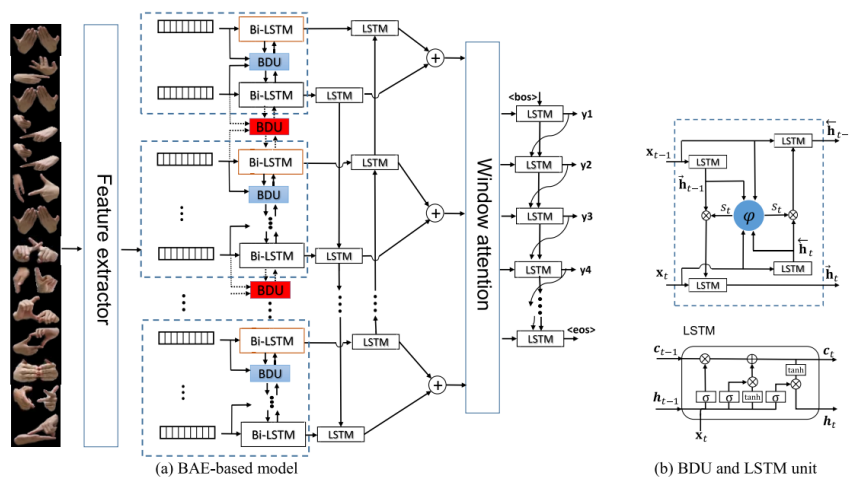 Feature extractor
Bi-LSTM
BDU
Bi-LSTM
BDU
Bi-LSTM
BDU
Bi-LSTM
BDU
Bi-LSTM
BDU
Bi-LSTM
LSTM
LSTM
LSTM
LSTM
LSTM
LSTM
Window attention
<bos>
LSTM y1
LSTM y2
LSTM y3
LSTM y4
<eos>
LSTM
(a) BAE-based model
LSTM
x_{t-1}
LSTM
\vec{h}_{t-1}
s_t φ s_t
\overleftarrow{h}_t
x_t
LSTM
LSTM
\vec{h}_t
LSTM
c_{t-1} c_t
tanh
h_{t-1} σ σ tanh σ
h_t
x_t
(b) BDU and LSTM unit